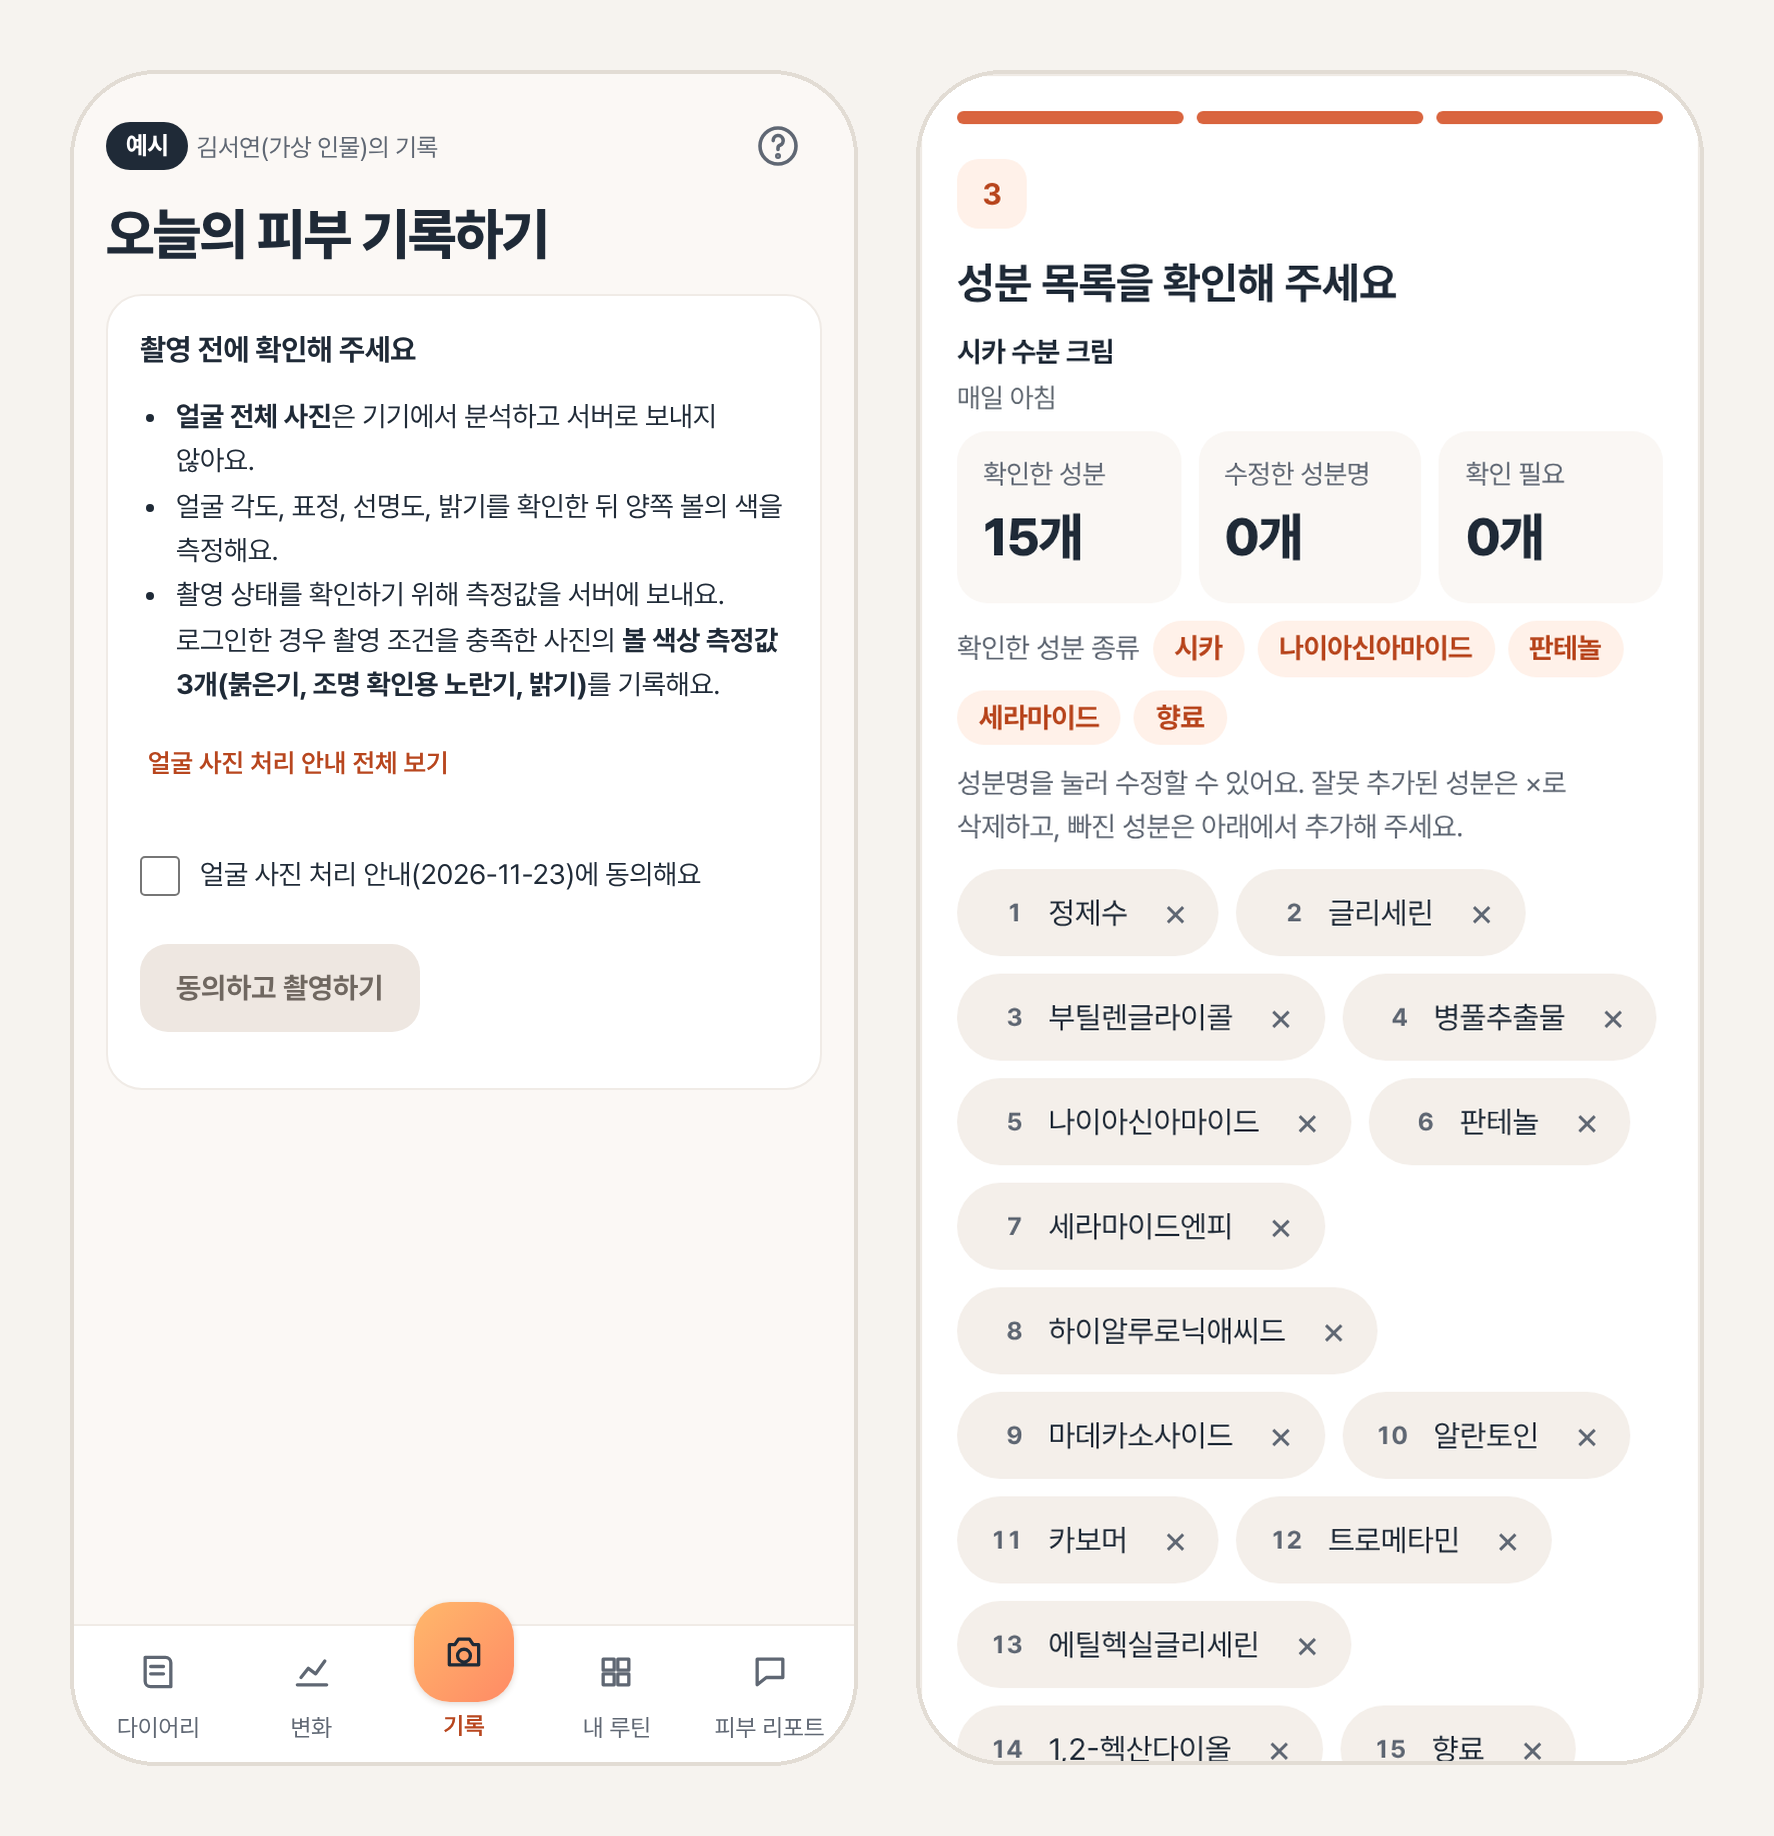 예시 김서연(가상 인물)의 기록
오늘의 피부 기록하기
촬영 전에 확인해 주세요
• 얼굴 전체 사진은 기기에서 분석하고 서버로 보내지
않아요.
• 얼굴 각도, 표정, 선명도, 밝기를 확인한 뒤 양쪽 볼의 색을
측정해요.
• 촬영 상태를 확인하기 위해 측정값을 서버에 보내요.
로그인한 경우 촬영 조건을 충족한 사진의 볼 색상 측정값
3개(붉은기, 조명 확인용 노란기, 밝기)를 기록해요.
얼굴 사진 처리 안내 전체 보기
얼굴 사진 처리 안내(2026-11-23)에 동의해요
동의하고 촬영하기
다이어리 변화 기록 내 루틴 피부 리포트
3
성분 목록을 확인해 주세요
시카 수분 크림
매일 아침
확인한 성분 수정한 성분명 확인 필요
15개 0개 0개
확인한 성분 종류 시카 나이아신아마이드 판테놀
세라마이드 향료
성분명을 눌러 수정할 수 있어요. 잘못 추가된 성분은 ×로
삭제하고, 빠진 성분은 아래에서 추가해 주세요.
1 정제수 × 2 글리세린 ×
3 부틸렌글라이콜 × 4 병풀추출물 ×
5 나이아신아마이드 × 6 판테놀 ×
7 세라마이드엔피 ×
8 하이알루로닉애씨드 ×
9 마데카소사이드 × 10 알란토인 ×
11 카보머 × 12 트로메타민 ×
13 에틸헥실글리세린 ×
14 1,2-헥산다이올 × 15 향료 ×